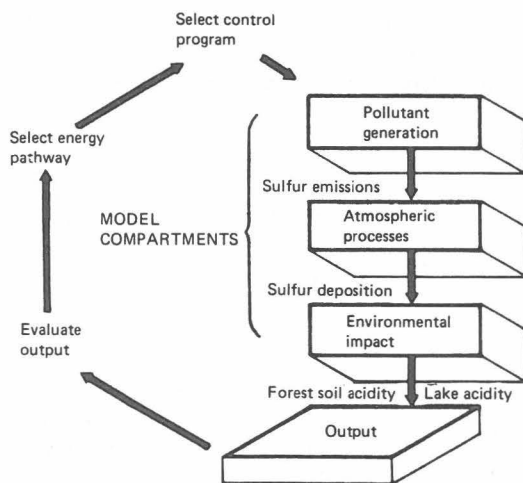 Select control
program
Pollutant
generation
Select energy
pathway
Sulfur emissions
MODEL
COMPARTMENTS
Atmospheric
processes
Sulfur deposition
Evaluate
output
Environmental
impact
Forest soil acidity
Lake acidity
Output